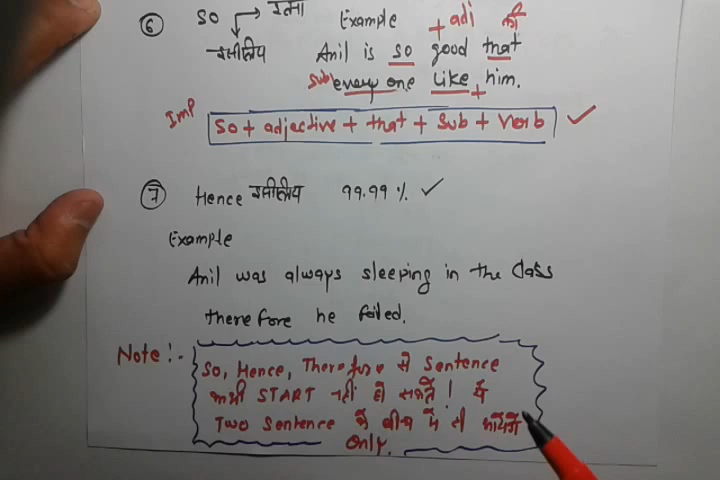 ⑥ so इतना Example + adj की
इसीलिए Anil is so good that
sub every one like him.
+
Imp so + adjective + that + sub + verb ✓
⑦ Hence इसीलिए 99.99 % ✓
Example
Anil was always sleeping in the class
therefore he failed.
Note :- So, Hence, Therefore से sentence
कभी START नहीं हो सकते! ये
Two sentence के बीच में ही आयेंगे
only.